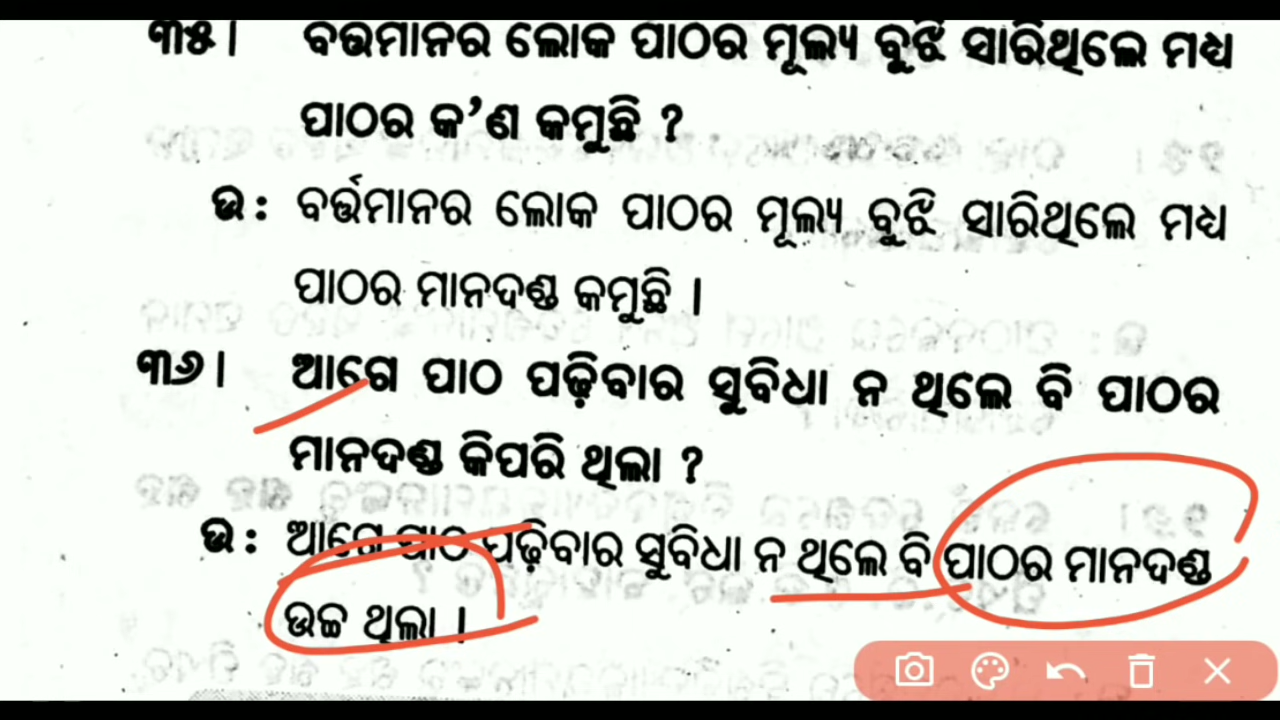 ୩୫। ବର୍ତ୍ତମାନର ଲୋକ ପାଠର ମୂଲ୍ୟ ବୁଝି ସାରିଥିଲେ ମଧ୍ୟ
ପାଠର କ’ଣ କମୁଛି ?
ଉ: ବର୍ତ୍ତମାନର ଲୋକ ପାଠର ମୂଲ୍ୟ ବୁଝି ସାରିଥିଲେ ମଧ୍ୟ
ପାଠର ମାନଦଣ୍ଡ କମୁଛି ।
୩୬। ଆଗେ ପାଠ ପଢ଼ିବାର ସୁବିଧା ନ ଥିଲେ ବି ପାଠର
ମାନଦଣ୍ଡ କିପରି ଥିଲା ?
ଉ: ଆଗେ ପାଠ ପଢ଼ିବାର ସୁବିଧା ନ ଥିଲେ ବି ପାଠର ମାନଦଣ୍ଡ
ଉଚ୍ଚ ଥିଲା ।